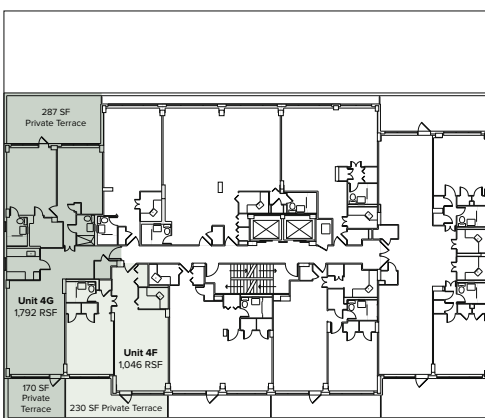 287 SF
Private Terrace
Unit 4G
1,792 RSF
Unit 4F
1,046 RSF
170 SF
Private
Terrace
230 SF Private Terrace